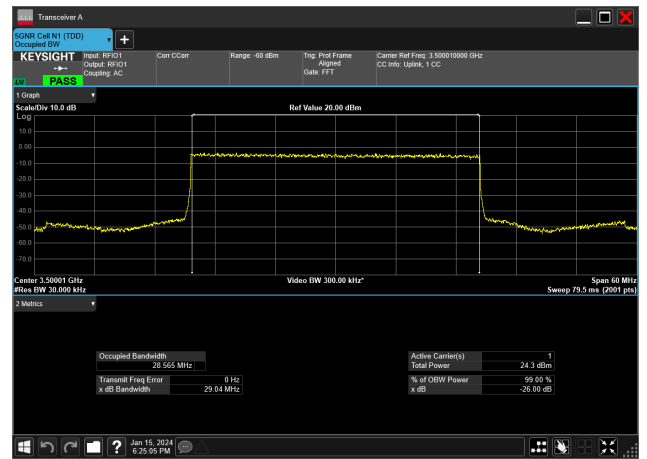 Transceiver A
5GNR Cell N1 (TDD)
Occupied BW
KEYSIGHT
LW PASS
Input: RFIO1
Output: RFIO1
Coupling: AC
Corr CCorr
Range: -60 dBm
Trig: Prot Frame
Aligned
Gate: FFT
Carrier Ref Freq: 3.500010000 GHz
CC Info: Uplink, 1 CC
1 Graph
Scale/Div 10.0 dB
Ref Value 20.00 dBm
Log
10.0
0.00
-10.0
-20.0
-30.0
-40.0
-50.0
-60.0
-70.0
Center 3.50001 GHz
Video BW 300.00 kHz*
Span 60 MHz
#Res BW 30.000 kHz
Sweep 79.5 ms (2001 pts)
2 Metrics
Occupied Bandwidth
28.565 MHz
Active Carrier(s) 1
Total Power 24.3 dBm
Transmit Freq Error 0 Hz
x dB Bandwidth 29.04 MHz
% of OBW Power 99.00 %
x dB -26.00 dB
?
Jan 15, 2024
6:25:05 PM